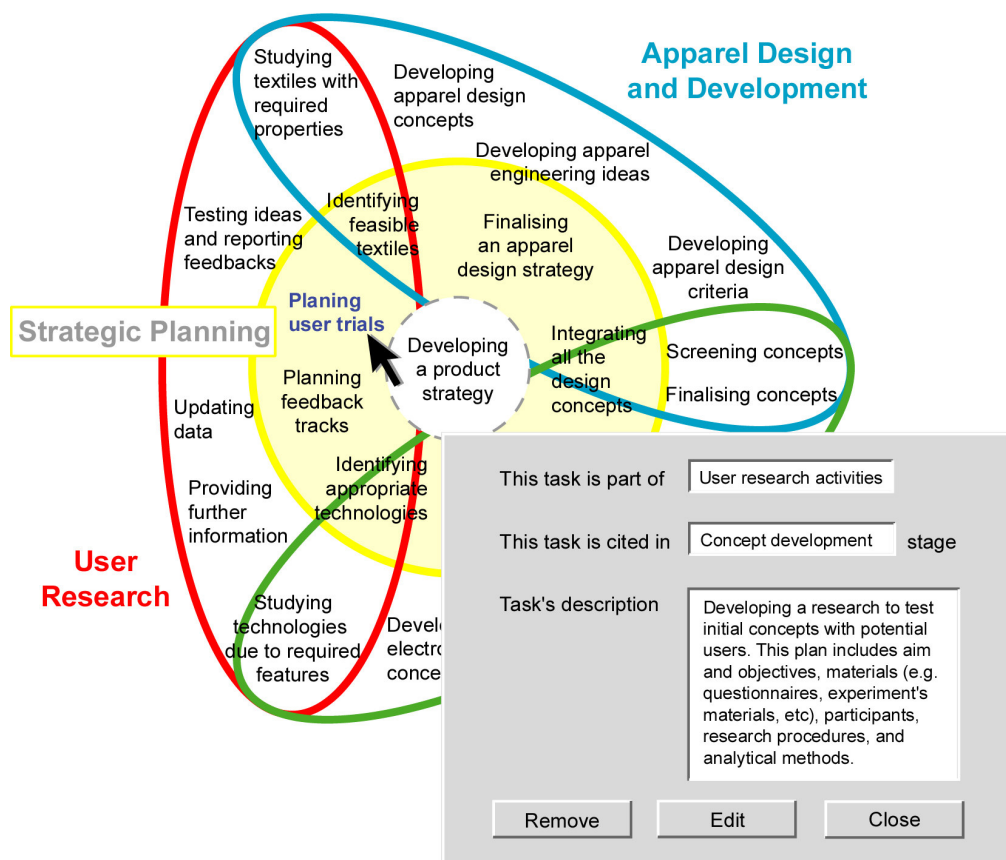 Studying
textiles with
required
properties
Developing
apparel design
concepts
Apparel Design
and Development
Developing apparel
engineering ideas
Identifying
feasible
textiles
Testing ideas
and reporting
feedbacks
Finalising
an apparel
design strategy
Developing
apparel design
criteria
Planing
user trials
Strategic Planning
Developing
a product
strategy
Integrating
all the
design
concepts
Screening concepts
Finalising concepts
Planning
feedback
tracks
Updating
data
Identifying
appropriate
technologies
Providing
further
information
User
Research
Studying
technologies
due to required
features
Devel
electro
conce
This task is part of User research activities
This task is cited in Concept development stage
Task's description
Developing a research to test
initial concepts with potential
users. This plan includes aim
and objectives, materials (e.g.
questionnaires, experiment's
materials, etc), participants,
research procedures, and
analytical methods.
Remove Edit Close